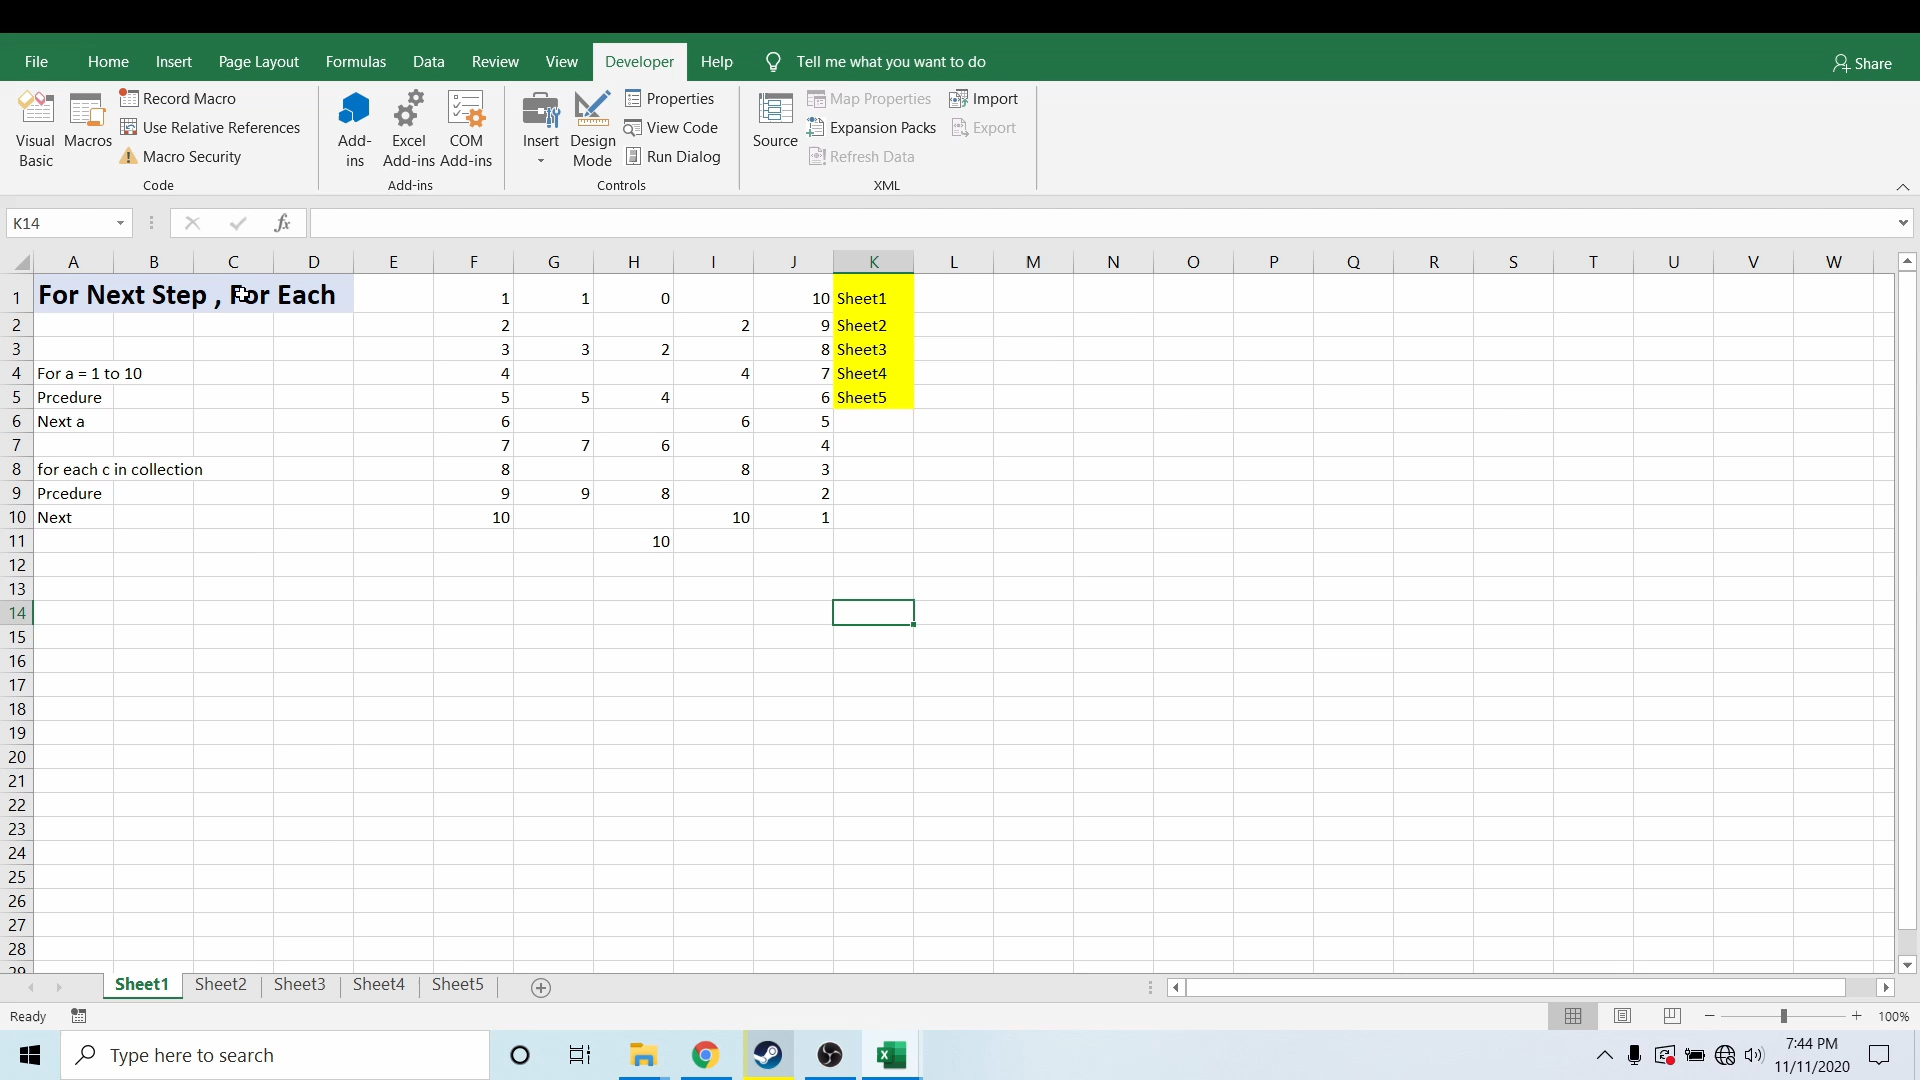 File Home Insert Page Layout Formulas Data Review View Developer Help Tell me what you want to do Share
Visual Basic
Macros
Record Macro
Use Relative References
Macro Security
Code
Add-ins
Excel Add-ins
COM Add-ins
Add-ins
Insert
Design Mode
Properties
View Code
Run Dialog
Controls
Source
Map Properties
Expansion Packs
Refresh Data
Import
Export
XML
K14 fx
A B C D E F G H I J K L M N O P Q R S T U V W
1 For Next Step , For Each 1 1 0 10 Sheet1
2 2 2 9 Sheet2
3 3 3 2 8 Sheet3
4 For a = 1 to 10 4 4 7 Sheet4
5 Prcedure 5 5 4 6 Sheet5
6 Next a 6 6 5
7 7 7 6 4
8 for each c in collection 8 8 3
9 Prcedure 9 9 8 2
10 Next 10 10 1
11 10
12
13
14
15
16
17
18
19
20
21
22
23
24
25
26
27
28
29
Sheet1 Sheet2 Sheet3 Sheet4 Sheet5
Ready 100%
Type here to search
7:44 PM
11/11/2020